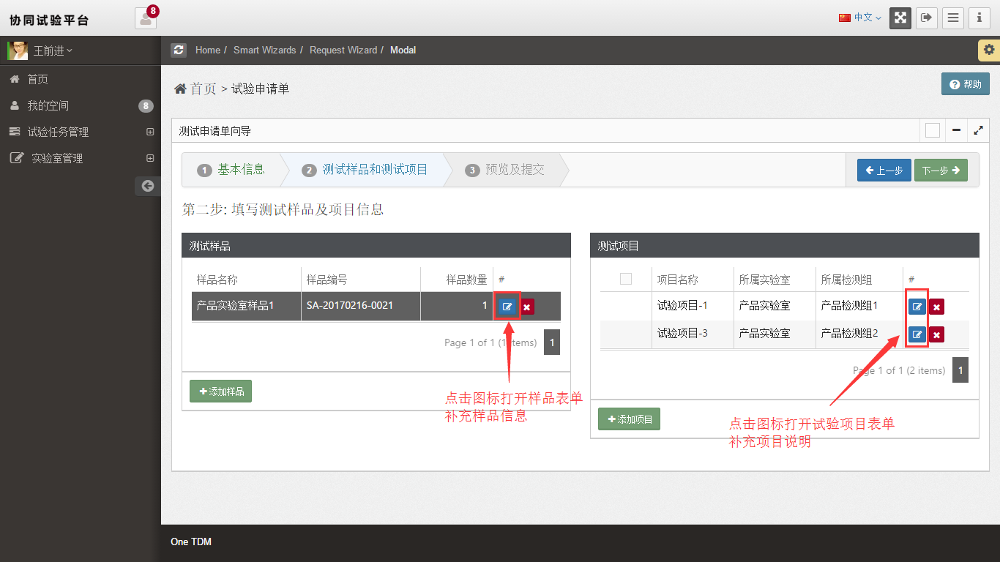 协同试验平台
8
中文
王前进
Home / Smart Wizards / Request Wizard / Modal
首页
我的空间
8
试验任务管理
实验室管理
首页 > 试验申请单
帮助
测试申请单向导
1 基本信息
2 测试样品和测试项目
3 预览及提交
上一步
下一步
第二步: 填写测试样品及项目信息
测试样品
样品名称 样品编号 样品数量 #
产品实验室样品1 SA-20170216-0021 1
Page 1 of 1 (1 items) 1
添加样品
点击图标打开样品表单
补充样品信息
测试项目
项目名称 所属实验室 所属检测组 #
试验项目-1 产品实验室 产品检测组1
试验项目-3 产品实验室 产品检测组2
Page 1 of 1 (2 items) 1
添加项目
点击图标打开试验项目表单
补充项目说明
One TDM